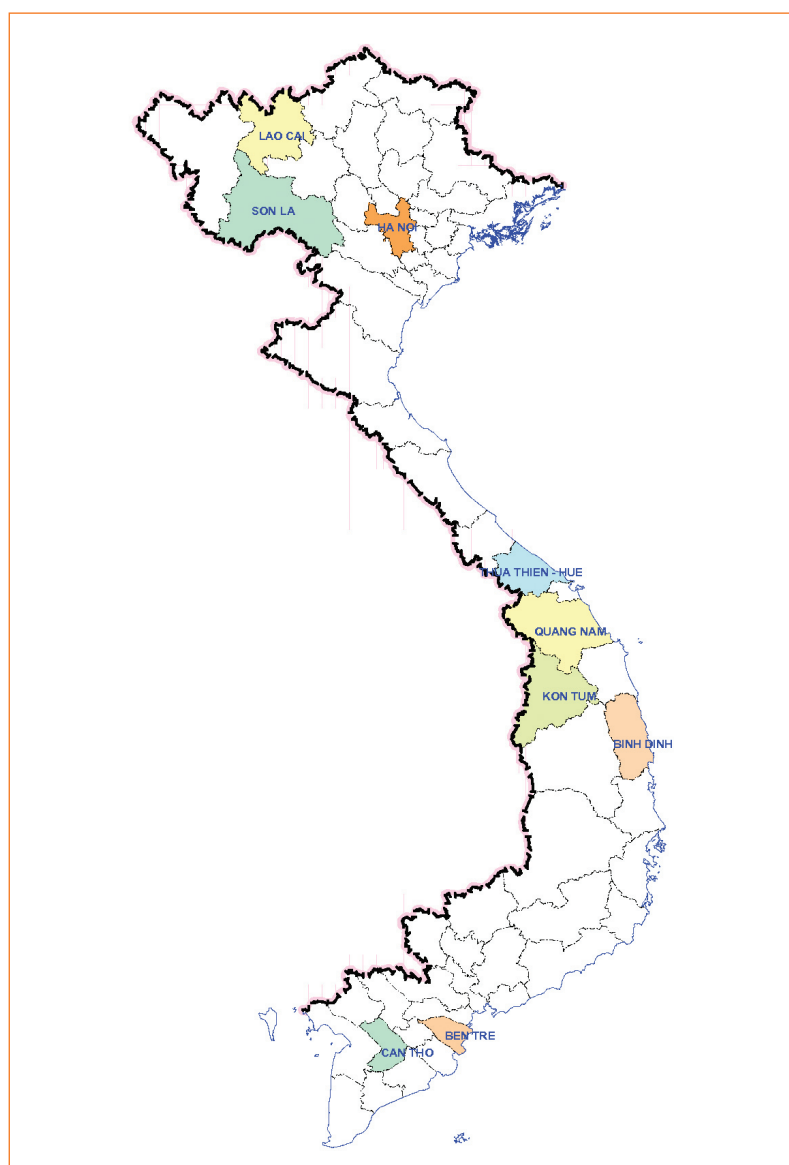 LAO CAI
SON LA
HA NOI
THUA THIEN - HUE
QUANG NAM
KON TUM
BINH DINH
BEN TRE
CAN THO